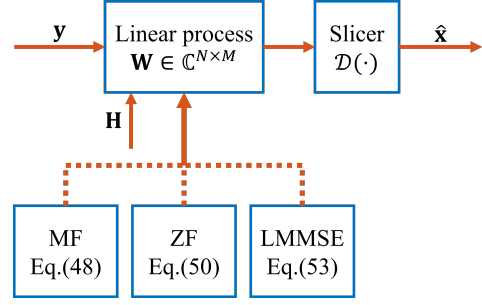 y
Linear process
W ∈ ℂ^{N×M}
Slicer
𝒟(·)
x̂
H
MF
Eq.(48)
ZF
Eq.(50)
LMMSE
Eq.(53)